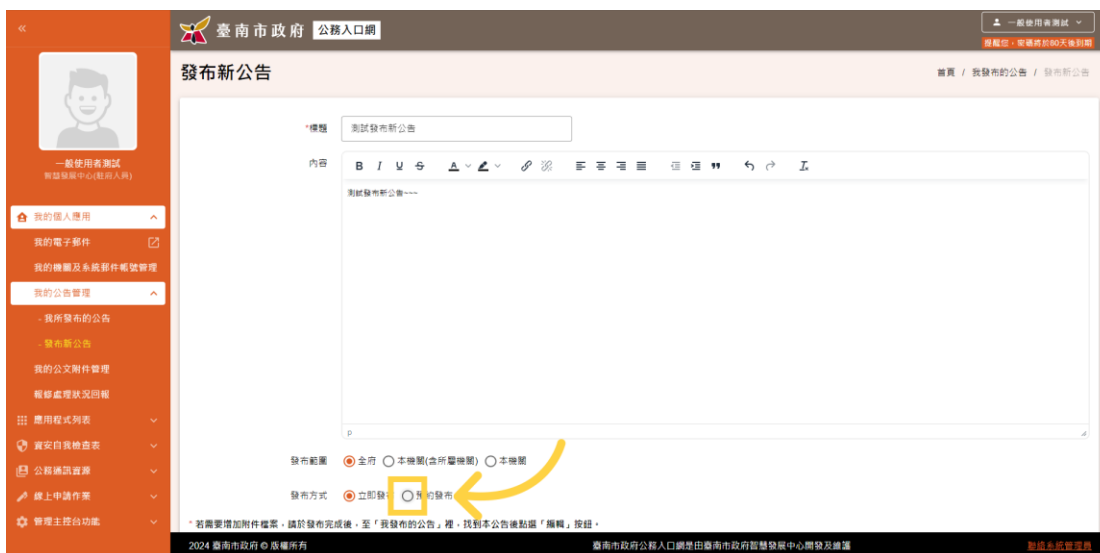 臺南市政府 公務入口網
一般使用者測試
提醒您，密碼將於80天後到期
發布新公告
首頁 / 我發布的公告 / 發布新公告
一般使用者測試
智慧發展中心(駐府人員)
我的個人應用
我的電子郵件
我的機關及系統郵件帳號管理
我的公告管理
- 我所發布的公告
- 發布新公告
我的公文附件管理
報修處理狀況回報
應用程式列表
資安自我檢查表
公務通訊資源
線上申請作業
管理主控台功能
*標題
測試發布新公告
內容
B I U S A
測試發布新公告~~~
p
發布範圍 全府 本機關(含所屬機關) 本機關
發布方式 立即發布 預約發布
* 若需要增加附件檔案，請於發布完成後，至「我發布的公告」裡，找到本公告後點選「編輯」按鈕。
2024 臺南市政府 © 版權所有
臺南市政府公務入口網是由臺南市政府智慧發展中心開發及維護
聯絡系統管理員